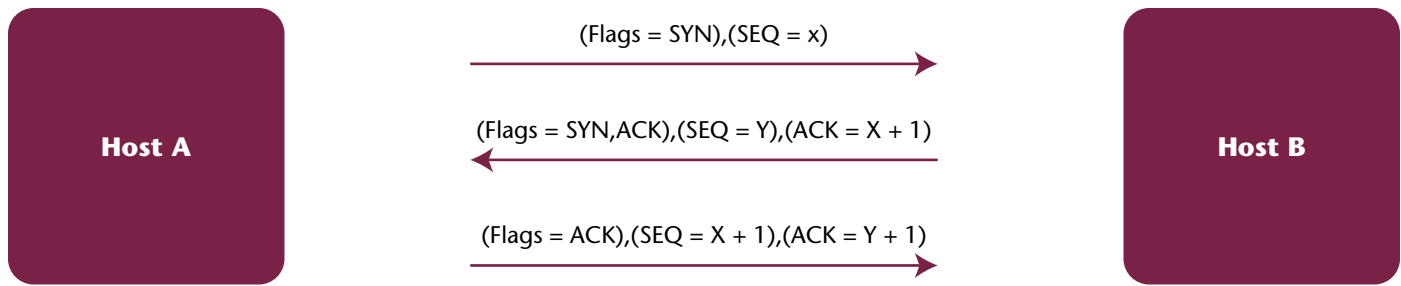 (Flags = SYN),(SEQ = x)
(Flags = SYN,ACK),(SEQ = Y),(ACK = X + 1)
Host A
Host B
(Flags = ACK),(SEQ = X + 1),(ACK = Y + 1)